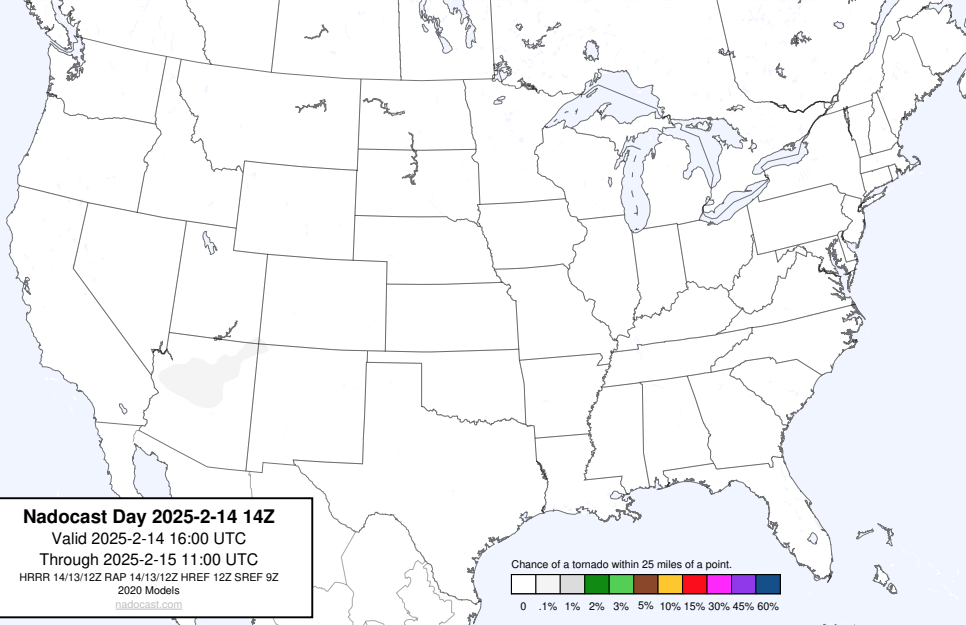 Nadocast Day 2025-2-14 14Z
Valid 2025-2-14 16:00 UTC
Through 2025-2-15 11:00 UTC
HRRR 14/13/12Z RAP 14/13/12Z HREF 12Z SREF 9Z
2020 Models
nadocast.com
Chance of a tornado within 25 miles of a point.
0 .1% 1% 2% 3% 5% 10% 15% 30% 45% 60%